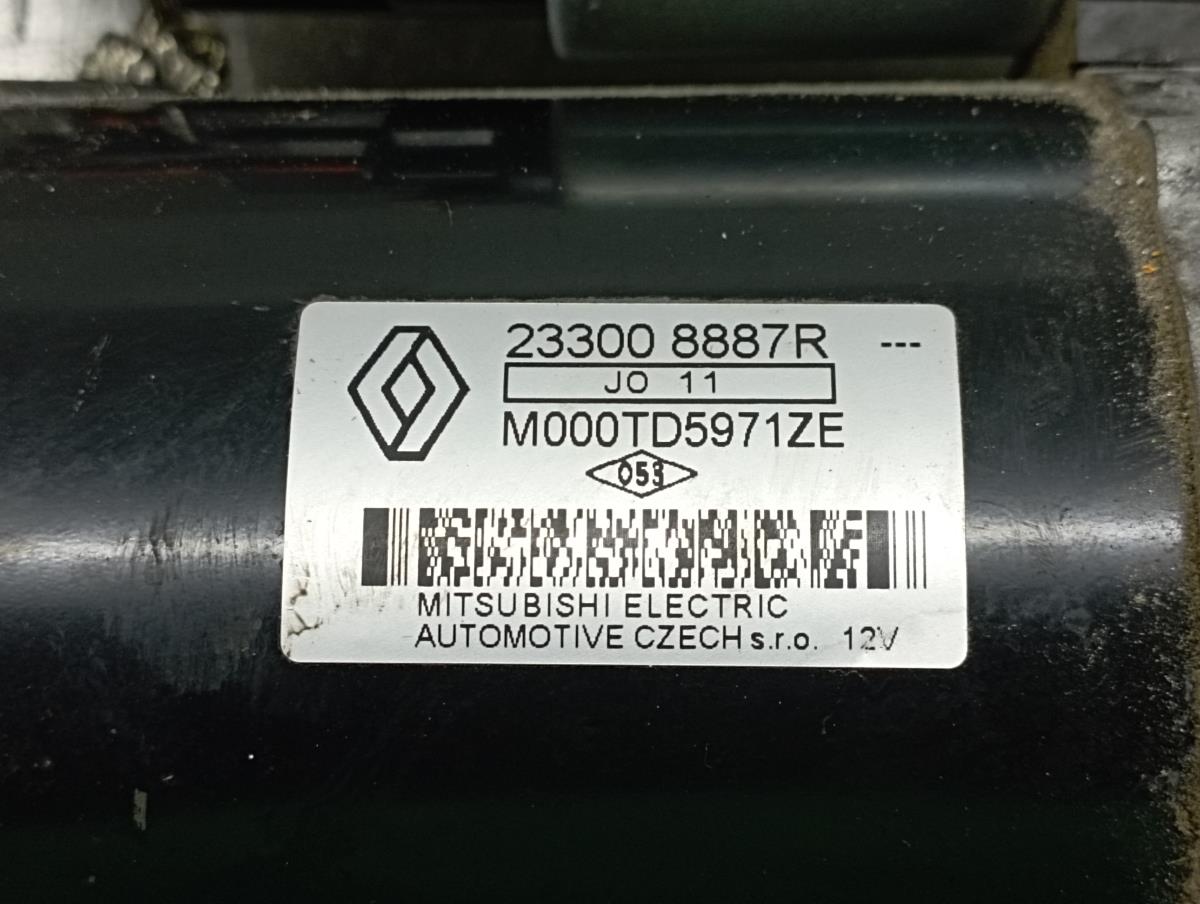 23300 8887R ---
JO 11
M000TD5971ZE
053
MITSUBISHI ELECTRIC
AUTOMOTIVE CZECH s.r.o. 12V